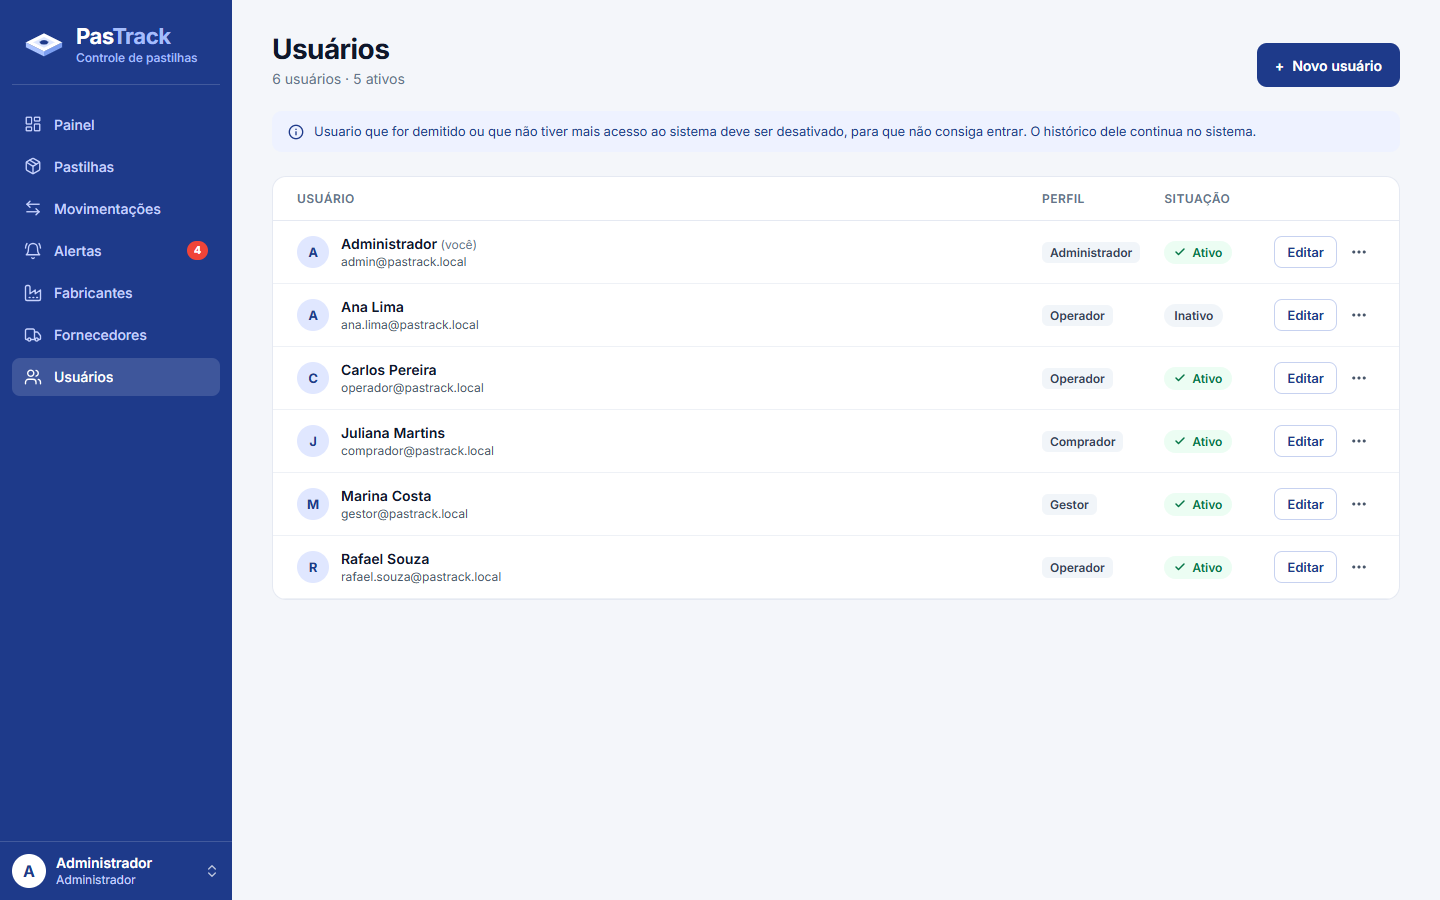 PasTrack
Controle de pastilhas
Painel
Pastilhas
Movimentações
Alertas 4
Fabricantes
Fornecedores
Usuários
A Administrador
Administrador
Usuários
6 usuários · 5 ativos
+ Novo usuário
Usuario que for demitido ou que não tiver mais acesso ao sistema deve ser desativado, para que não consiga entrar. O histórico dele continua no sistema.
USUÁRIO PERFIL SITUAÇÃO
A Administrador (você)
admin@pastrack.local
Administrador Ativo Editar
A Ana Lima
ana.lima@pastrack.local
Operador Inativo Editar
C Carlos Pereira
operador@pastrack.local
Operador Ativo Editar
J Juliana Martins
comprador@pastrack.local
Comprador Ativo Editar
M Marina Costa
gestor@pastrack.local
Gestor Ativo Editar
R Rafael Souza
rafael.souza@pastrack.local
Operador Ativo Editar